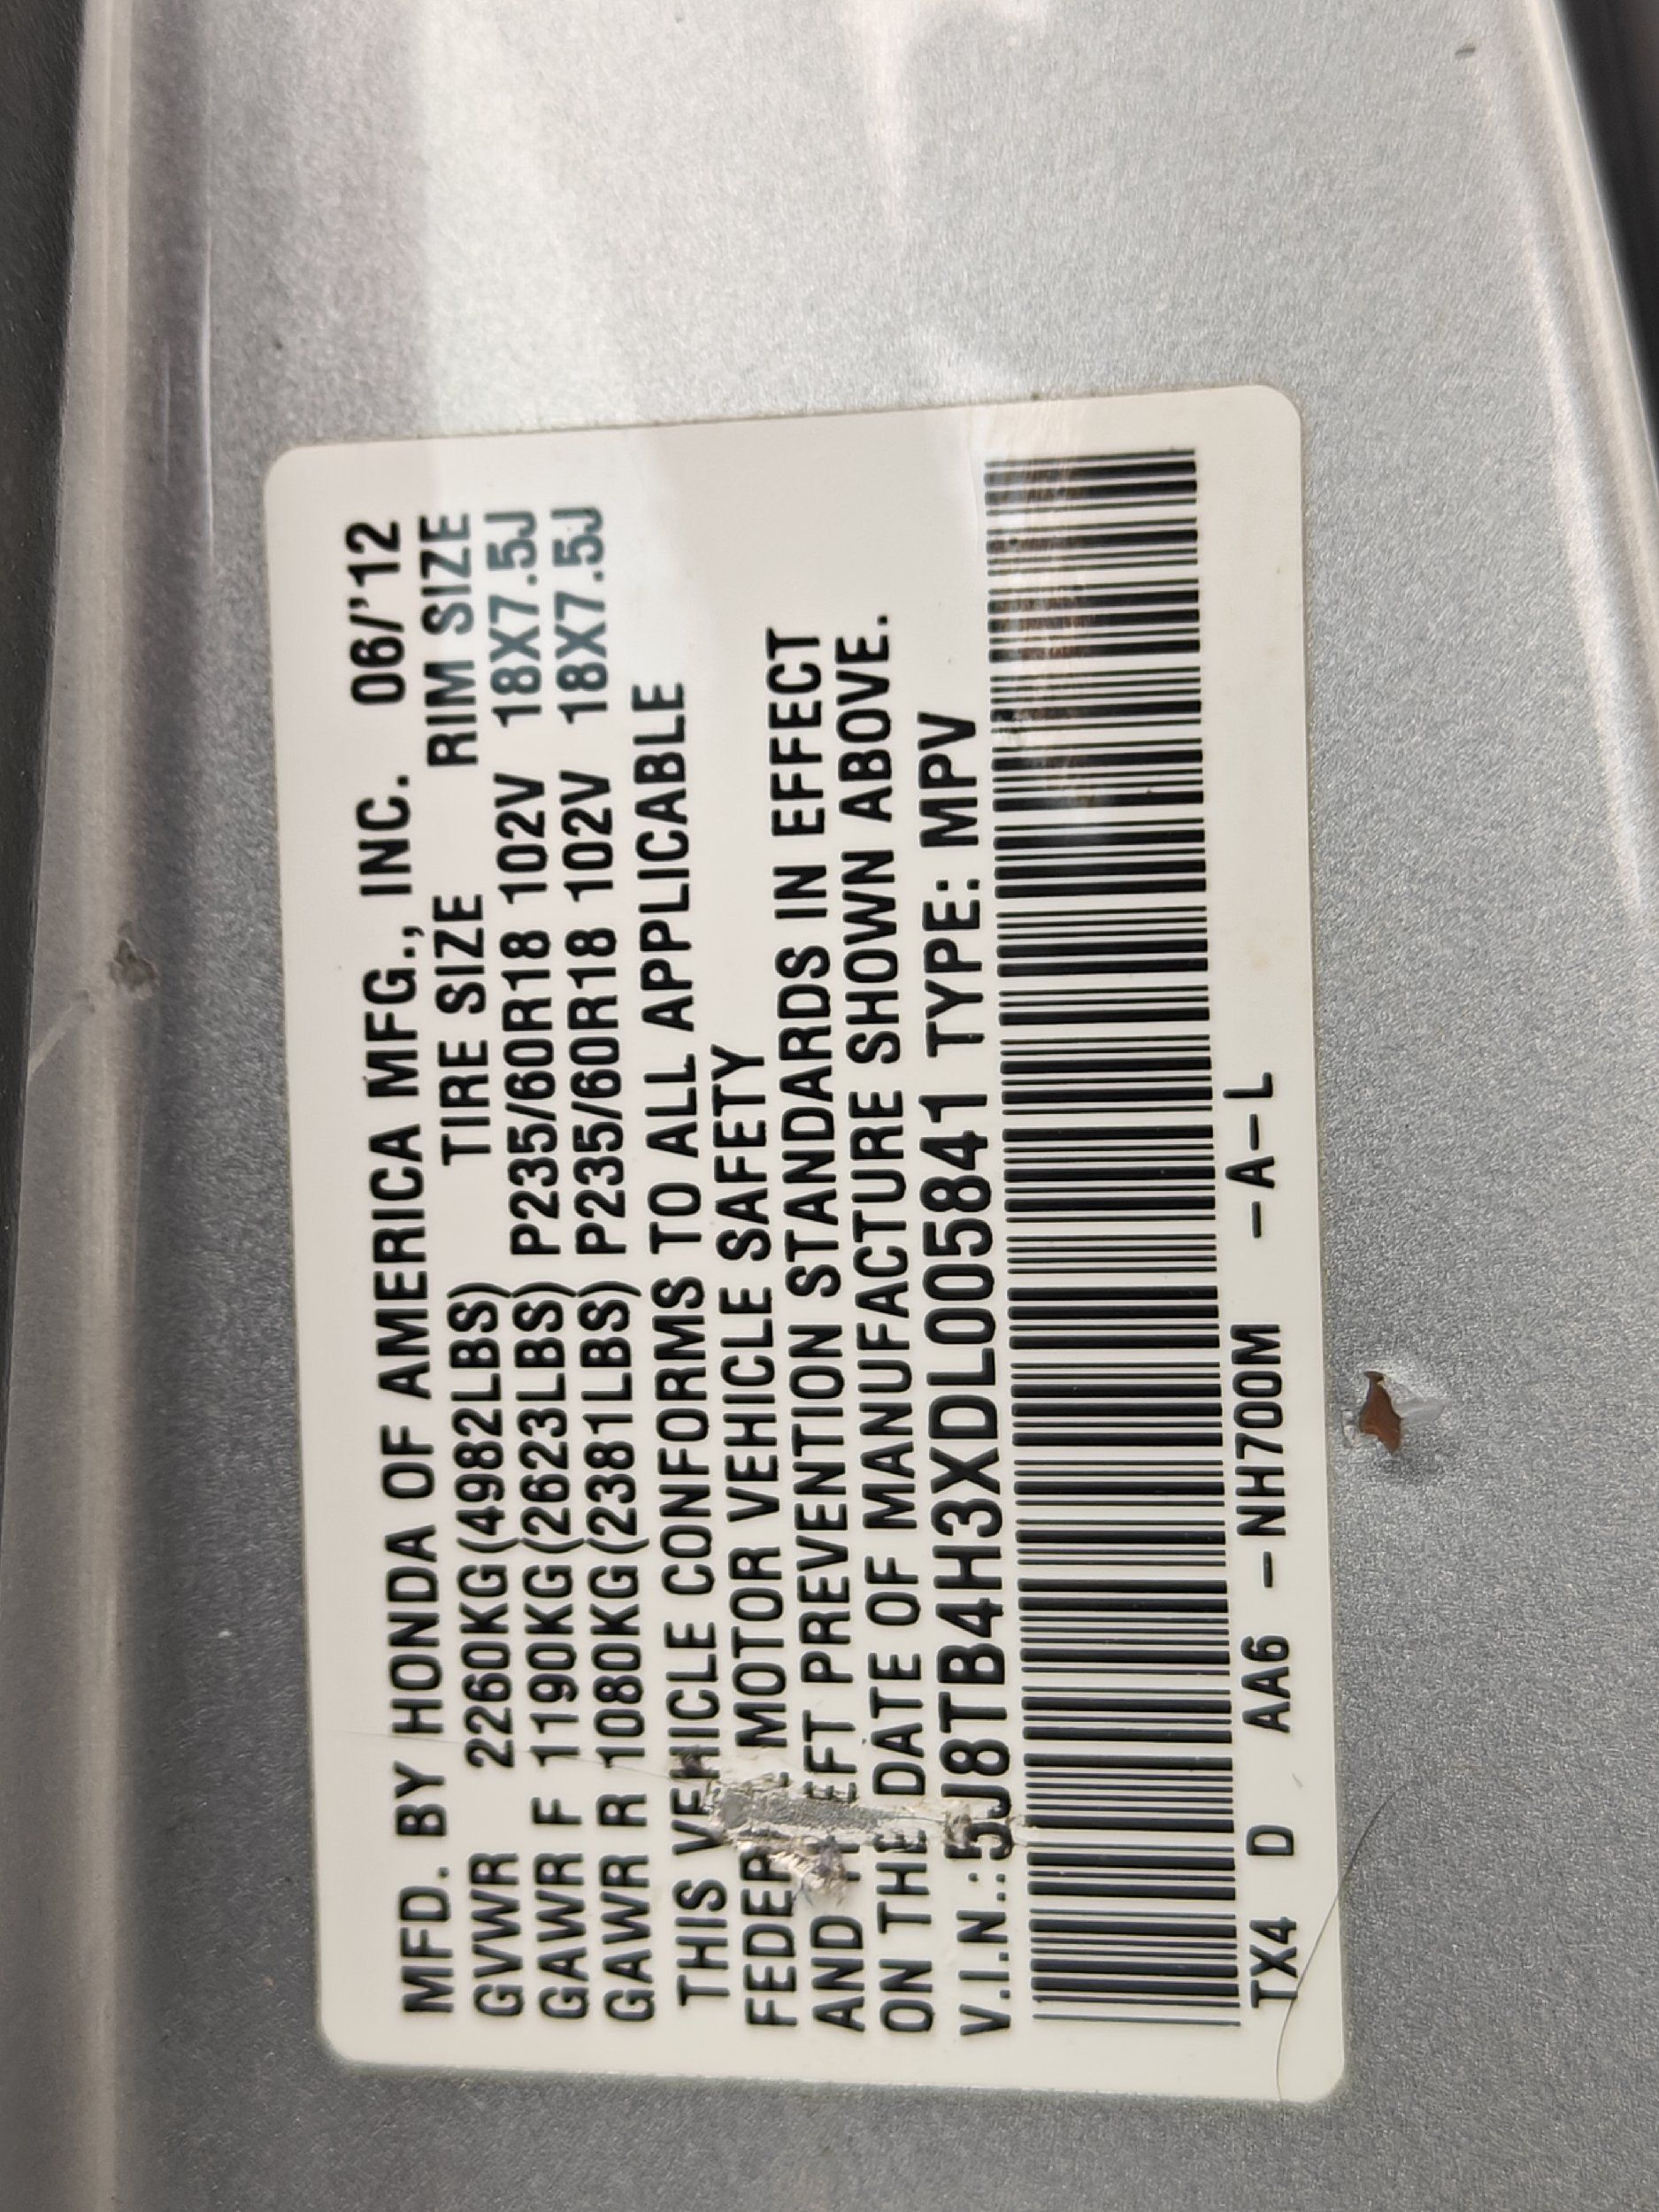 MFD. BY HONDA OF AMERICA MFG., INC. 06/'12
TIRE SIZE RIM SIZE
GVWR 2260KG(4982LBS)
GAWR F 1190KG(2623LBS) P235/60R18 102V 18X7.5J
GAWR R 1080KG(2381LBS) P235/60R18 102V 18X7.5J
THIS VEHICLE CONFORMS TO ALL APPLICABLE
MOTOR VEHICLE SAFETY
AND PREVENTION STANDARDS IN EFFECT
ON THE DATE OF MANUFACTURE SHOWN ABOVE.
V.I.N.:5J8TB4H3XDL005841 TYPE: MPV
TX4 D AA6 -NH700M -A-L